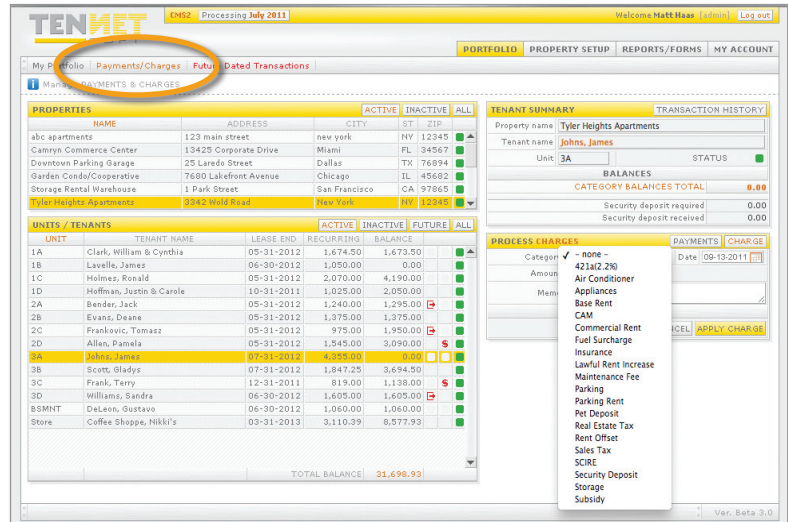 TENNET
CMS2 Processing July 2011
Welcome Matt Haas [admin] Log out
PORTFOLIO PROPERTY SETUP REPORTS/FORMS MY ACCOUNT
My Portfolio Payments/Charges Future Dated Transactions
i Manage PAYMENTS & CHARGES
PROPERTIES ACTIVE INACTIVE ALL
NAME ADDRESS CITY ST ZIP
abc apartments 123 main street new york NY 12345
Camryn Commerce Center 13425 Corporate Drive Miami FL 34567
Downtown Parking Garage 25 Laredo Street Dallas TX 76894
Garden Condo/Cooperative 7680 Lakefront Avenue Chicago IL 45682
Storage Rental Warehouse 1 Park Street San Francisco CA 97865
Tyler Heights Apartments 3342 Wold Road New York NY 12345
UNITS / TENANTS ACTIVE INACTIVE FUTURE ALL
UNIT TENANT NAME LEASE END RECURRING BALANCE
1A Clark, William & Cynthia 05-31-2012 1,674.50 1,673.50
1B Lavelle, James 06-30-2012 1,050.00 0.00
1C Holmes, Ronald 05-31-2012 2,070.00 4,190.00
1D Hoffman, Justin & Carole 10-31-2011 1,025.00 2,050.00
2A Bender, Jack 05-31-2012 1,240.00 1,295.00
2B Evans, Deane 05-31-2012 1,375.00 1,375.00
2C Frankovic, Tomasz 05-31-2012 975.00 1,950.00
2D Allen, Pamela 05-31-2012 1,545.00 3,090.00 $
3A Johns, James 07-31-2012 4,355.00 0.00
3B Scott, Gladys 07-31-2012 1,847.25 3,694.50
3C Frank, Terry 12-31-2011 819.00 1,138.00 $
3D Williams, Sandra 06-30-2012 1,605.00 1,605.00
BSMNT DeLeon, Gustavo 06-30-2012 1,060.00 1,060.00
Store Coffee Shoppe, Nikki's 03-31-2013 3,110.39 8,577.93
TOTAL BALANCE 31,698.93
TENANT SUMMARY TRANSACTION HISTORY
Property name Tyler Heights Apartments
Tenant name Johns, James
Unit 3A STATUS
BALANCES
CATEGORY BALANCES TOTAL 0.00
Security deposit required 0.00
Security deposit received 0.00
PROCESS CHARGES PAYMENTS CHARGE
Categor ✓ - none - Date 09-13-2011
Amoun
Mem
CEL APPLY CHARGE
421a(2.2%)
Air Conditioner
Appliances
Base Rent
CAM
Commercial Rent
Fuel Surcharge
Insurance
Lawful Rent Increase
Maintenance Fee
Parking
Parking Rent
Pet Deposit
Real Estate Tax
Rent Offset
Sales Tax
SCIRE
Security Deposit
Storage
Subsidy
Ver. Beta 3.0